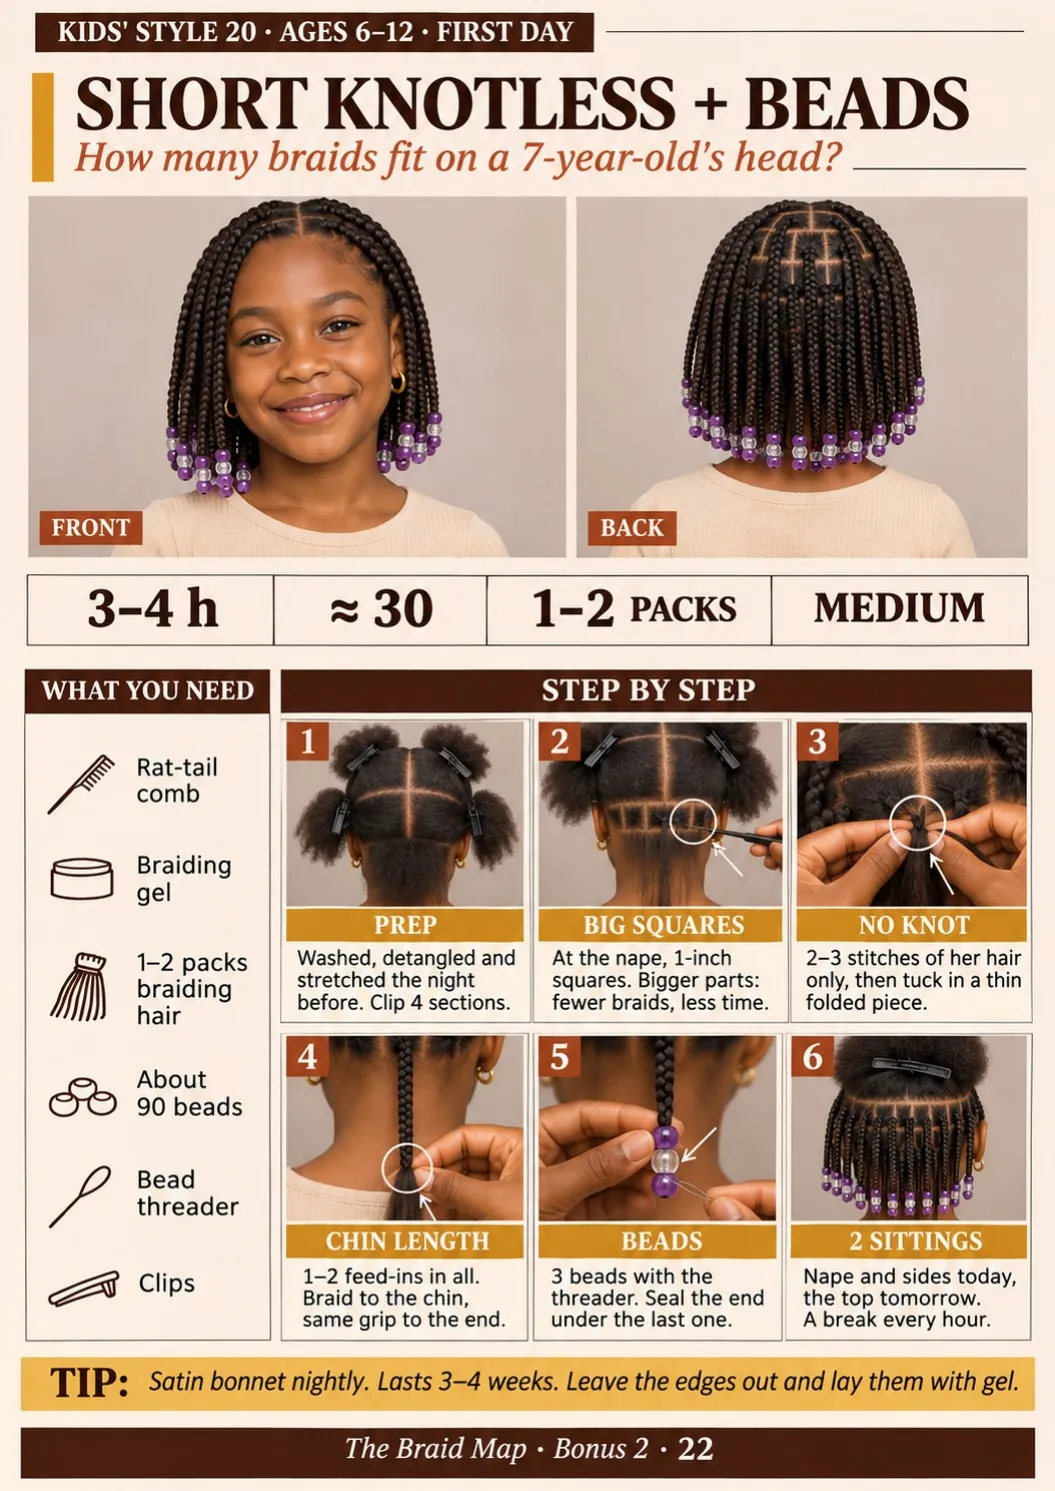 KIDS' STYLE 20 · AGES 6–12 · FIRST DAY
SHORT KNOTLESS + BEADS
How many braids fit on a 7-year-old's head?
FRONT
BACK
3–4 h
≈ 30
1–2 PACKS
MEDIUM
WHAT YOU NEED
Rat-tail
comb
Braiding
gel
1–2 packs
braiding
hair
About
90 beads
Bead
threader
Clips
STEP BY STEP
1
PREP
Washed, detangled and
stretched the night
before. Clip 4 sections.
2
BIG SQUARES
At the nape, 1-inch
squares. Bigger parts:
fewer braids, less time.
3
NO KNOT
2–3 stitches of her hair
only, then tuck in a thin
folded piece.
4
CHIN LENGTH
1–2 feed-ins in all.
Braid to the chin,
same grip to the end.
5
BEADS
3 beads with the
threader. Seal the end
under the last one.
6
2 SITTINGS
Nape and sides today,
the top tomorrow.
A break every hour.
TIP: Satin bonnet nightly. Lasts 3–4 weeks. Leave the edges out and lay them with gel.
The Braid Map · Bonus 2 · 22